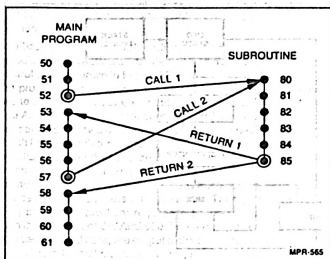 MAIN
PROGRAM
SUBROUTINE
50
51
52
53
54
55
56
57
58
59
60
61
CALL 1
CALL 2
RETURN 1
RETURN 2
80
81
82
83
84
85
MPR-565